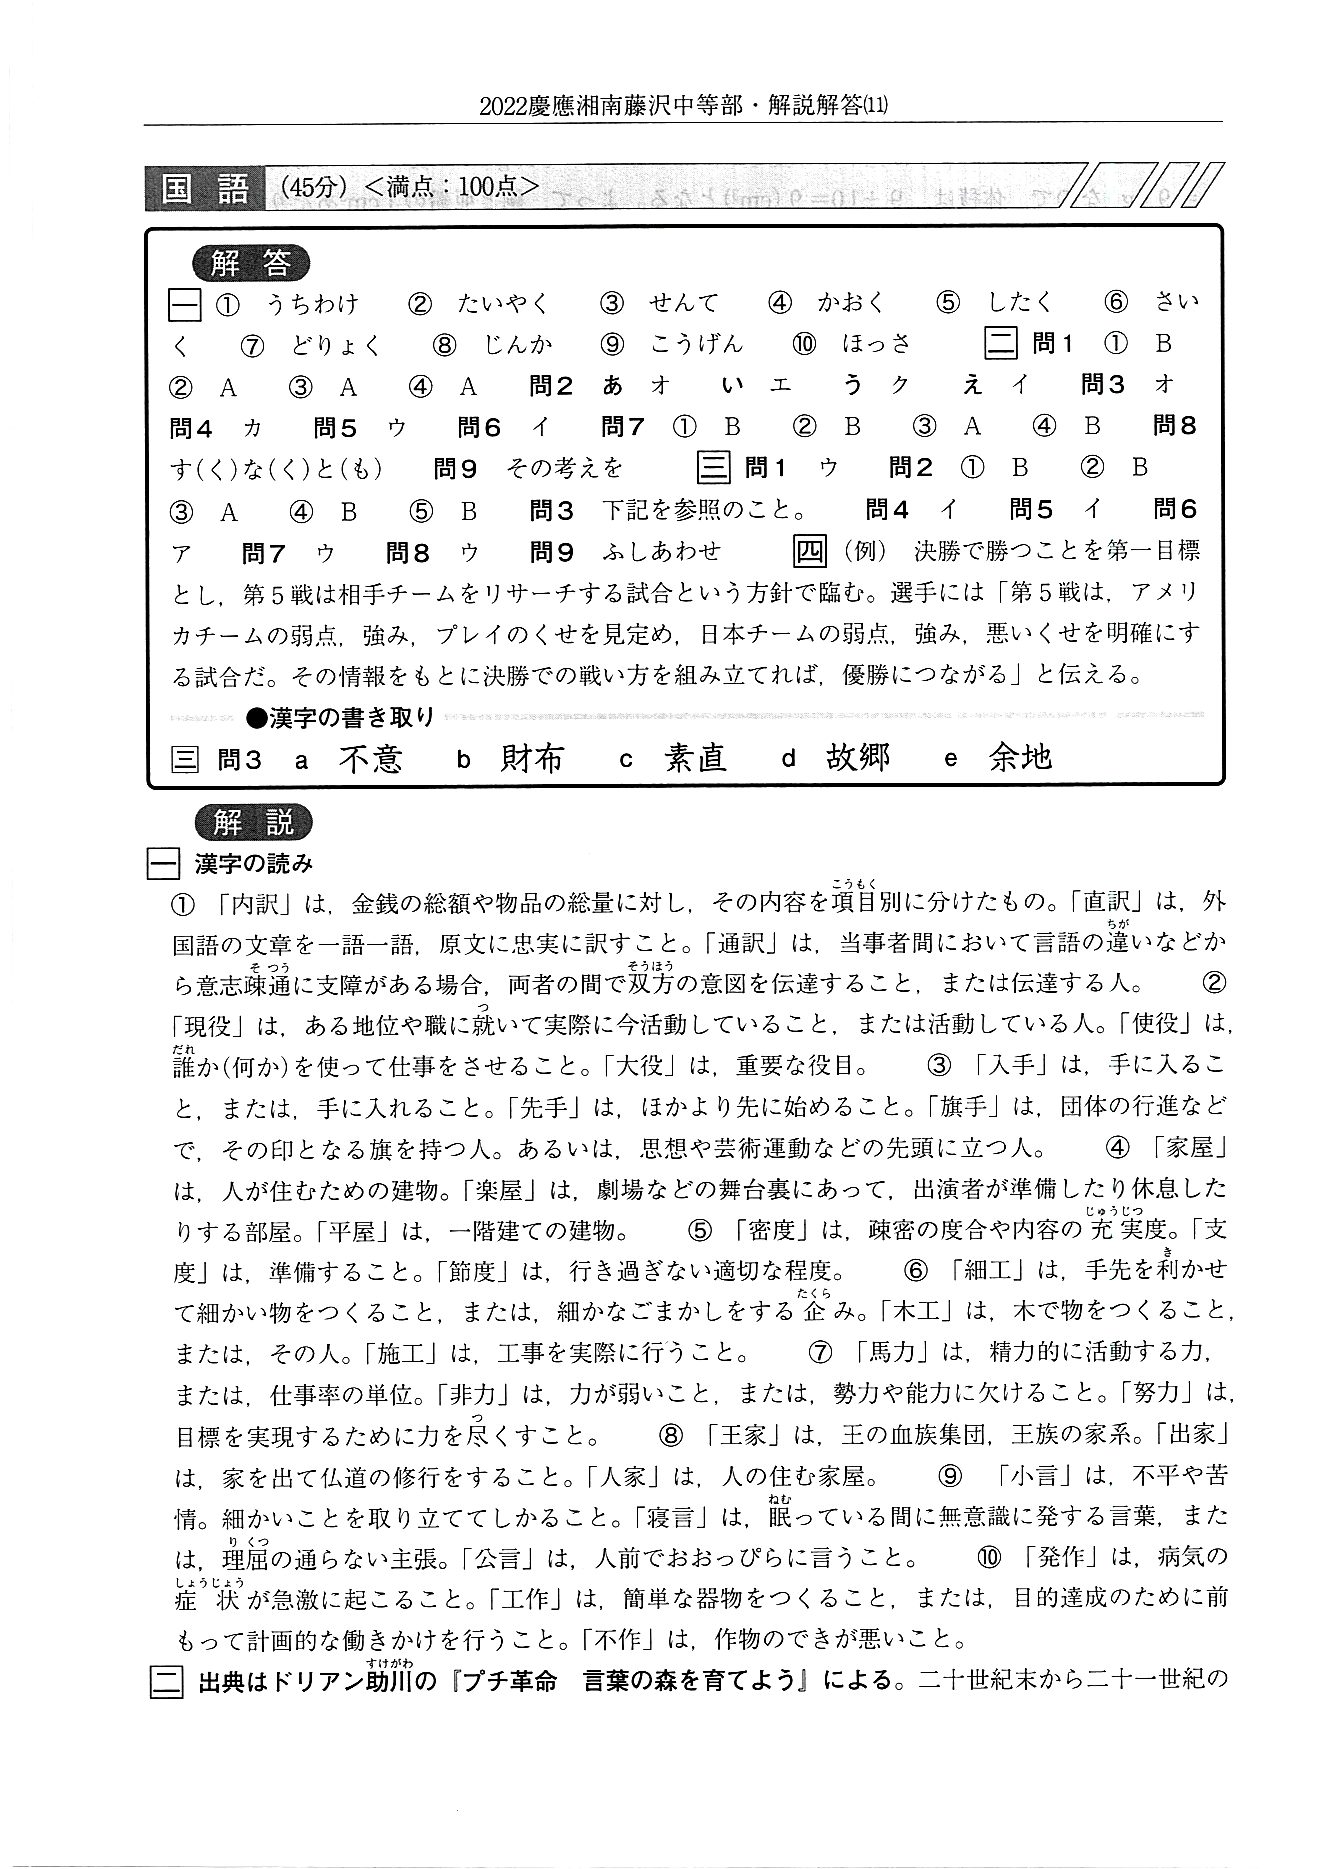 2022慶應湘南藤沢中等部・解説解答⑾
国語 (45分) <満点:100点>
解答
一 ① うちわけ ② たいやく ③ せんて ④ かおく ⑤ したく ⑥ さい
く ⑦ どりょく ⑧ じんか ⑨ こうげん ⑩ ほっさ 二 問1 ① B
② A ③ A ④ A 問2 あ オ い エ う ク え イ 問3 オ
問4 カ 問5 ウ 問6 イ 問7 ① B ② B ③ A ④ B 問8
す(く)な(く)と(も) 問9 その考えを 三 問1 ウ 問2 ① B ② B
③ A ④ B ⑤ B 問3 下記を参照のこと。 問4 イ 問5 イ 問6
ア 問7 ウ 問8 ウ 問9 ふしあわせ 四 (例) 決勝で勝つことを第一目標
とし,第5戦は相手チームをリサーチする試合という方針で臨む。選手には「第5戦は,アメリ
カチームの弱点,強み,プレイのくせを見定め,日本チームの弱点,強み,悪いくせを明確にす
る試合だ。その情報をもとに決勝での戦い方を組み立てれば,優勝につながる」と伝える。
●漢字の書き取り
三 問3 a 不意 b 財布 c 素直 d 故郷 e 余地
解説
一 漢字の読み
① 「内訳」は,金銭の総額や物品の総量に対し,その内容を項目別に分けたもの。「直訳」は,外
国語の文章を一語一語,原文に忠実に訳すこと。「通訳」は,当事者間において言語の違いなどか
ら意志疎通に支障がある場合,両者の間で双方の意図を伝達すること,または伝達する人。 ②
「現役」は,ある地位や職に就いて実際に今活動していること,または活動している人。「使役」は,
誰か(何か)を使って仕事をさせること。「大役」は,重要な役目。 ③ 「入手」は,手に入るこ
と,または,手に入れること。「先手」は,ほかより先に始めること。「旗手」は,団体の行進など
で,その印となる旗を持つ人。あるいは,思想や芸術運動などの先頭に立つ人。 ④ 「家屋」
は,人が住むための建物。「楽屋」は,劇場などの舞台裏にあって,出演者が準備したり休息した
りする部屋。「平屋」は,一階建ての建物。 ⑤ 「密度」は,疎密の度合や内容の充実度。「支
度」は,準備すること。「節度」は,行き過ぎない適切な程度。 ⑥ 「細工」は,手先を利かせ
て細かい物をつくること,または,細かなごまかしをする企み。「木工」は,木で物をつくること,
または,その人。「施工」は,工事を実際に行うこと。 ⑦ 「馬力」は,精力的に活動する力,
または,仕事率の単位。「非力」は,力が弱いこと,または,勢力や能力に欠けること。「努力」は,
目標を実現するために力を尽くすこと。 ⑧ 「王家」は,王の血族集団,王族の家系。「出家」
は,家を出て仏道の修行をすること。「人家」は,人の住む家屋。 ⑨ 「小言」は,不平や苦
情。細かいことを取り立ててしかること。「寝言」は,眠っている間に無意識に発する言葉,また
は,理屈の通らない主張。「公言」は,人前でおおっぴらに言うこと。 ⑩ 「発作」は,病気の
症状が急激に起こること。「工作」は,簡単な器物をつくること,または,目的達成のために前
もって計画的な働きかけを行うこと。「不作」は,作物のできが悪いこと。
二 出典はドリアン助川の『プチ革命 言葉の森を育てよう』による。二十世紀末から二十一世紀の